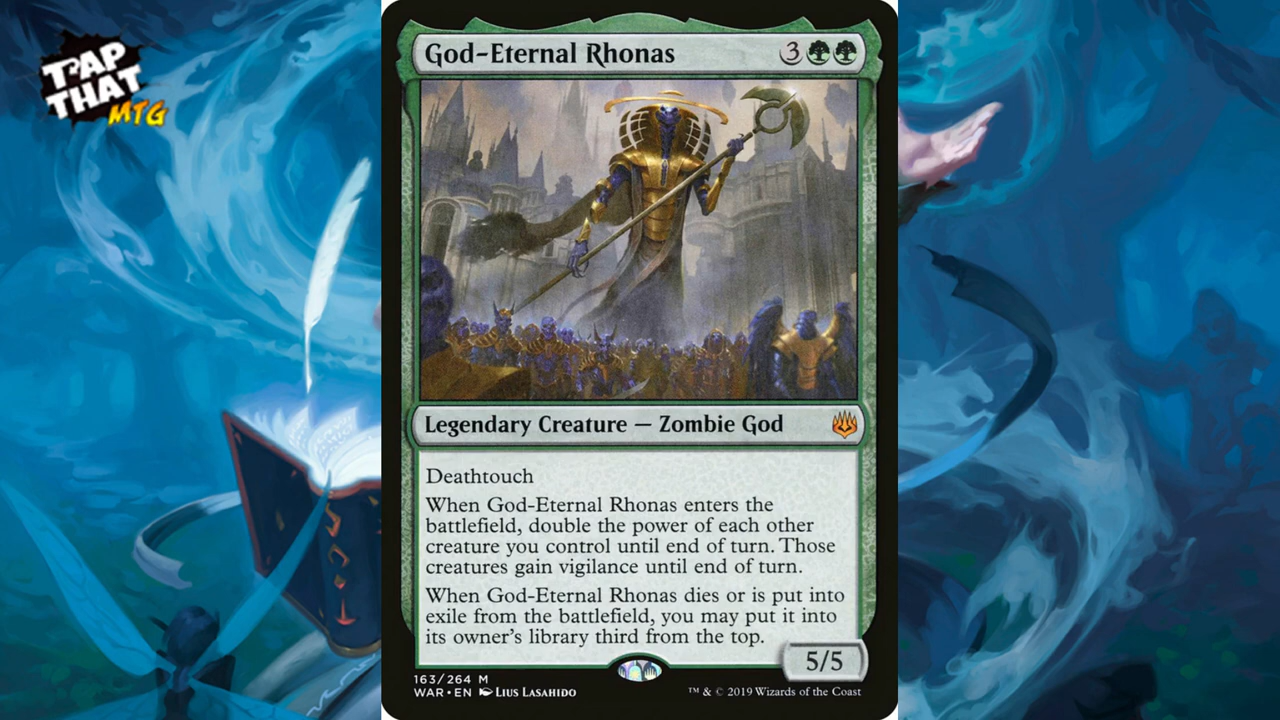 TRAP
THAT
MTG
God-Eternal Rhonas 3
Legendary Creature — Zombie God
Deathtouch
When God-Eternal Rhonas enters the
battlefield, double the power of each other
creature you control until end of turn. Those
creatures gain vigilance until end of turn.
When God-Eternal Rhonas dies or is put into
exile from the battlefield, you may put it into
its owner's library third from the top.
5/5
163/264 M
WAR • EN Lius Lasahido
™ & © 2019 Wizards of the Coast